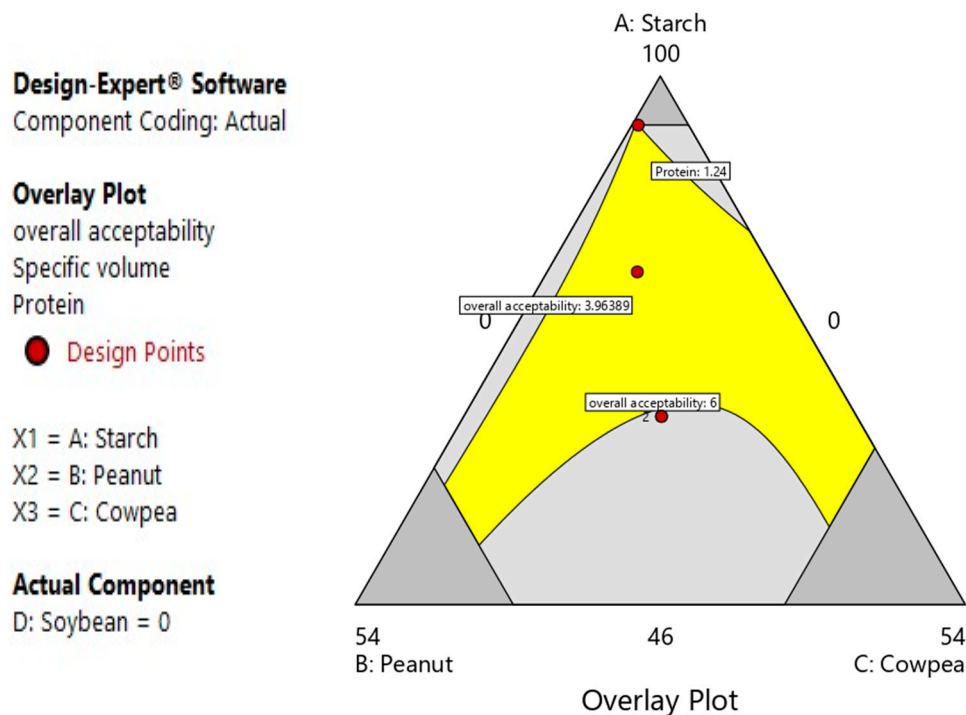 Design-Expert® Software
Component Coding: Actual
Overlay Plot
overall acceptability
Specific volume
Protein
Design Points
X1 = A: Starch
X2 = B: Peanut
X3 = C: Cowpea
Actual Component
D: Soybean = 0
A: Starch
100
Protein: 1.24
overall acceptability: 3.96389
0
0
overall acceptability: 6
2
54
46
54
B: Peanut
C: Cowpea
Overlay Plot